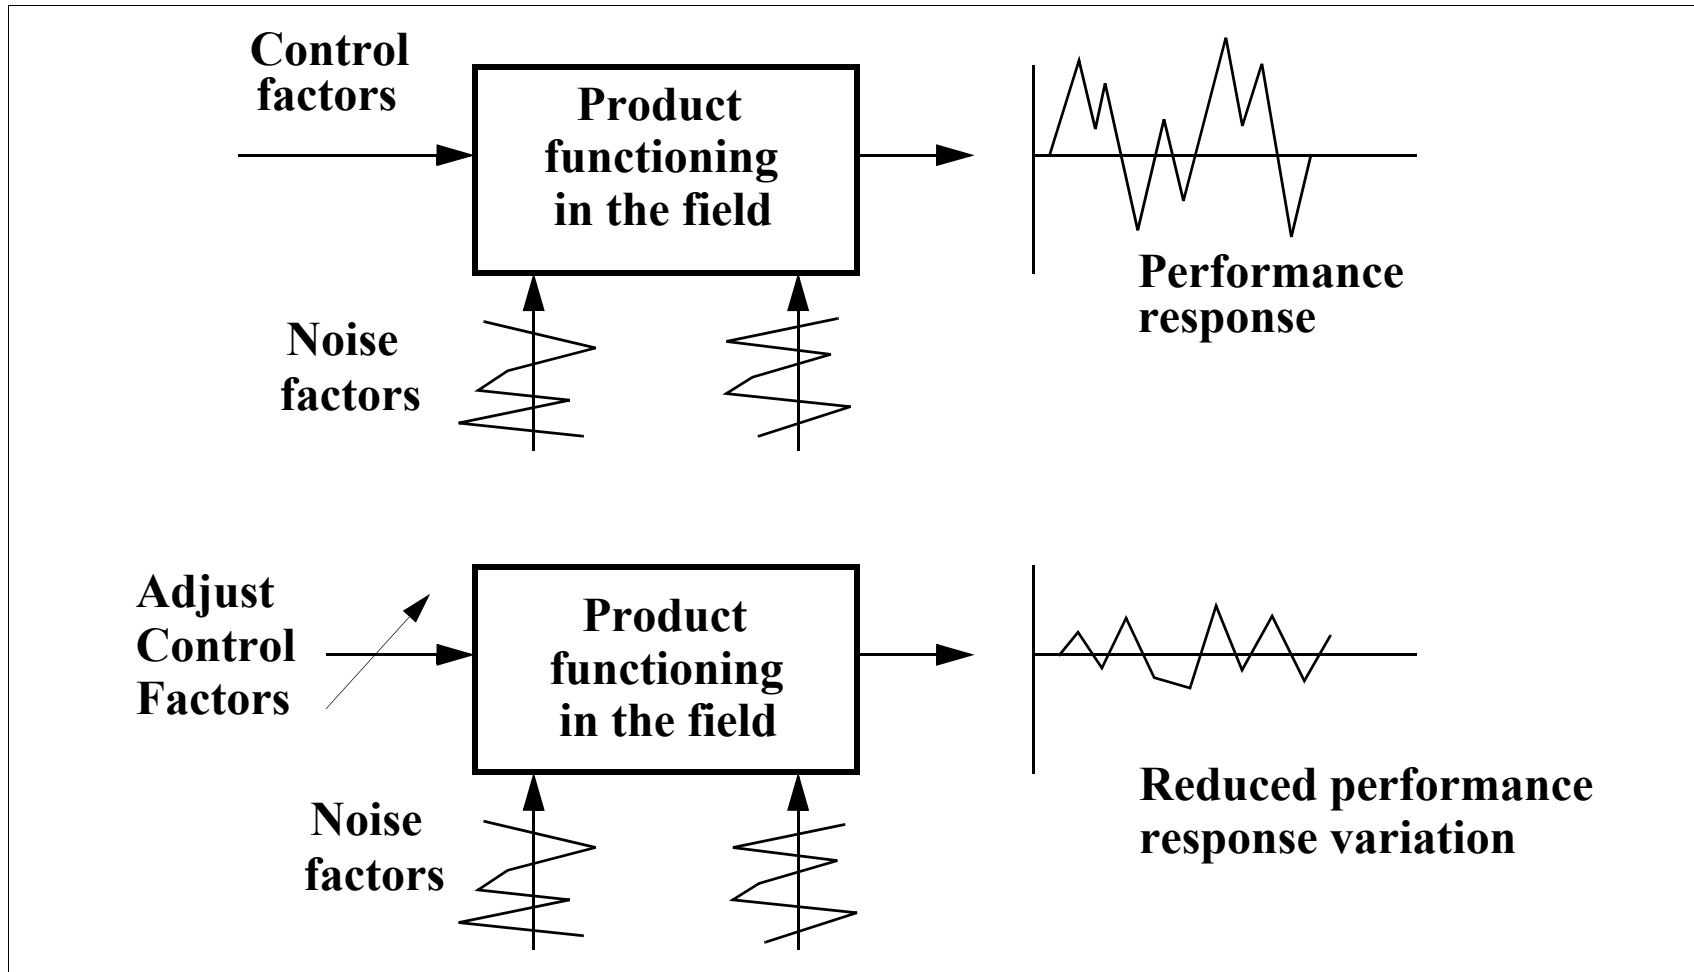 Control
factors
Product
functioning
in the field
Performance
response
Noise
factors
Adjust
Control
Factors
Product
functioning
in the field
Noise
factors
Reduced performance
response variation